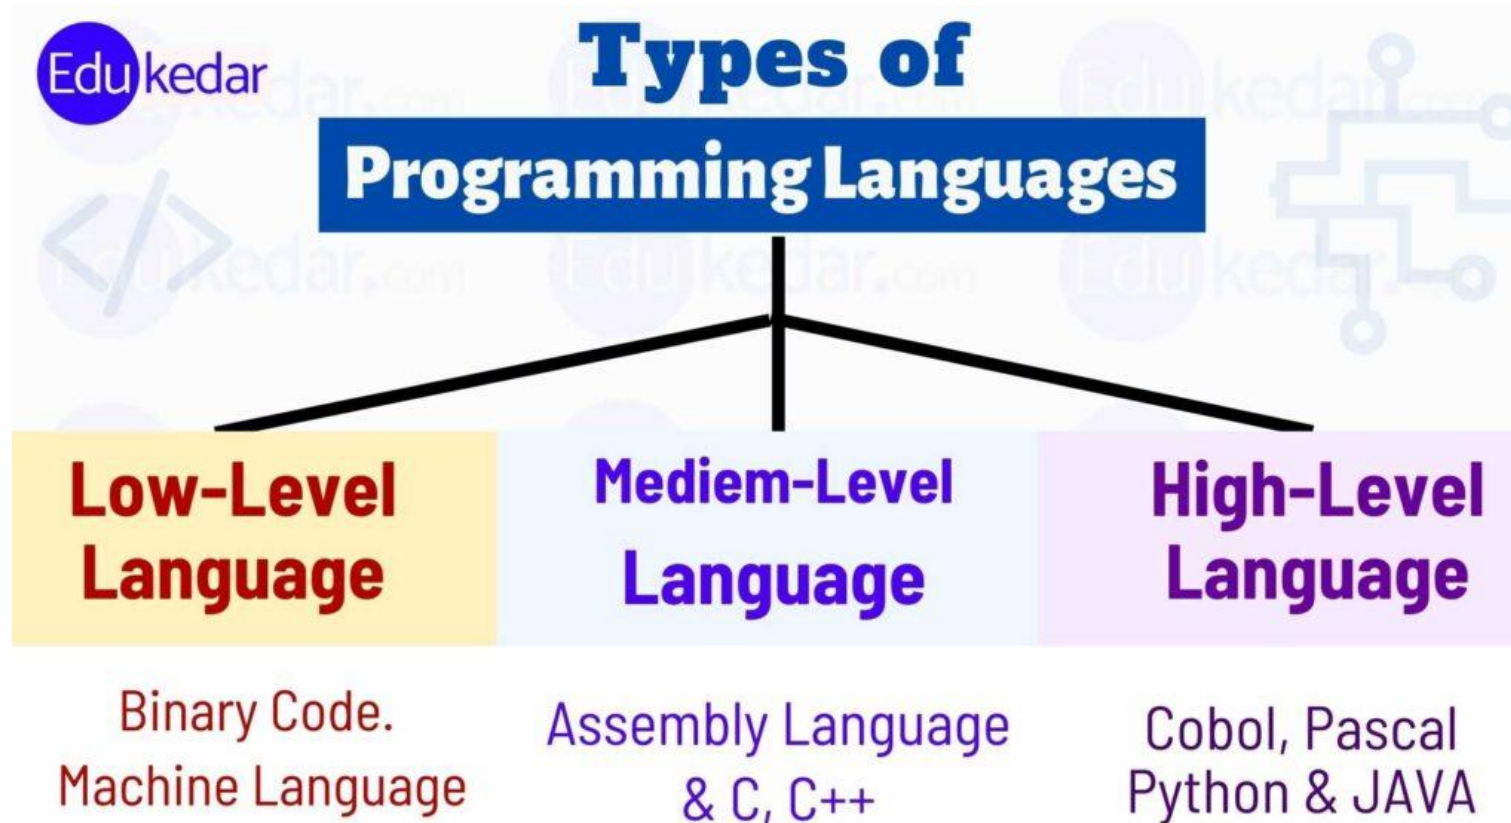 Edukedar
Types of
Programming Languages
Low-Level
Language
Mediem-Level
Language
High-Level
Language
Binary Code.
Machine Language
Assembly Language
& C, C++
Cobol, Pascal
Python & JAVA